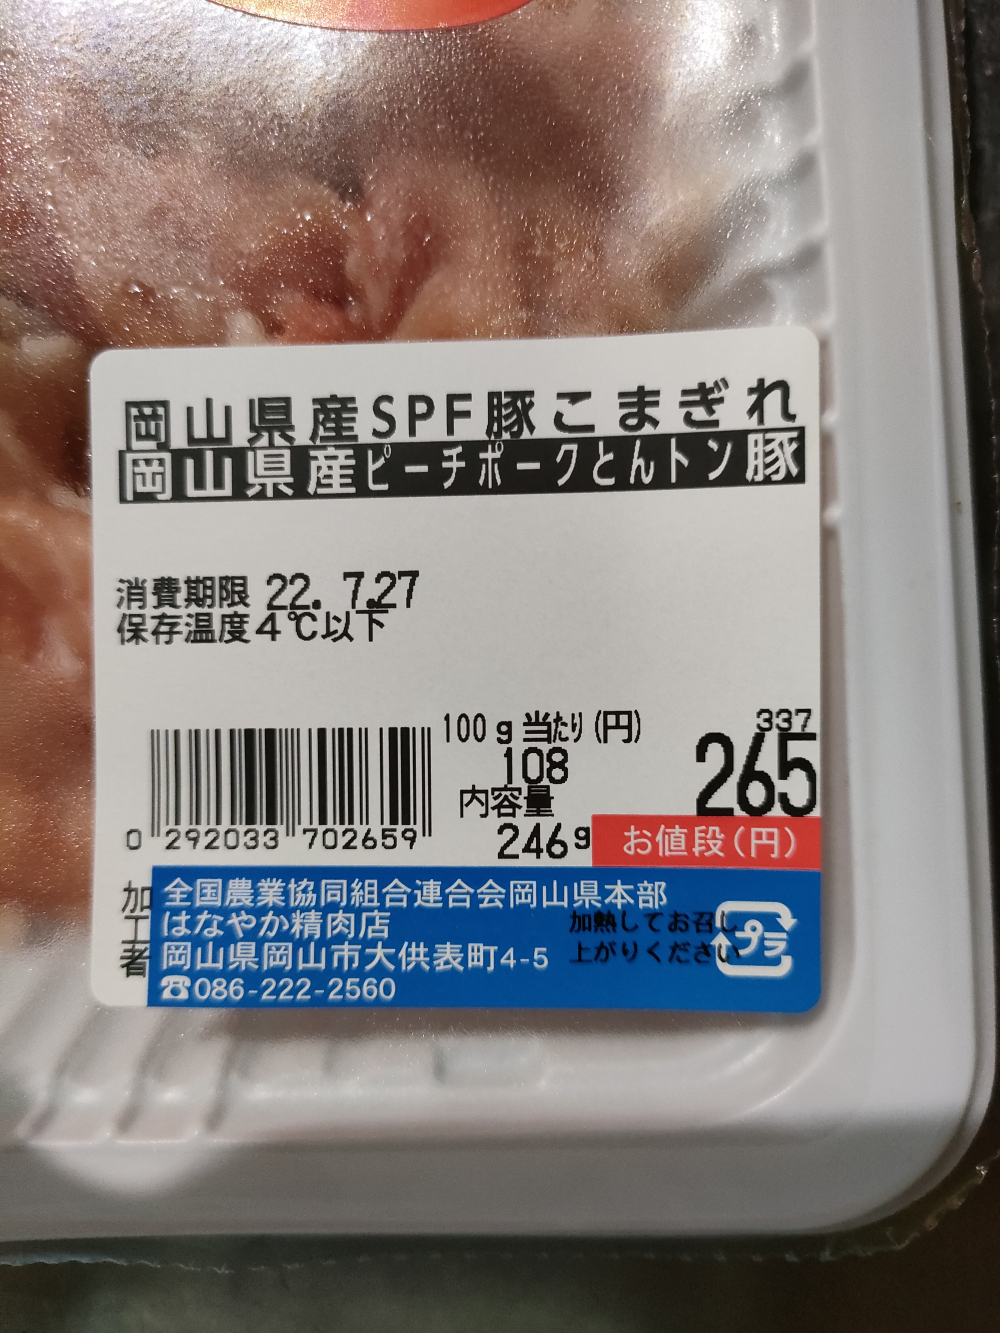 岡山県産SPF豚こまぎれ
岡山県産ピーチポークとんトン豚
消費期限 22. 7.27
保存温度4℃以下
100g当たり(円)
108
内容量
246g
337
265
お値段(円)
0 292033 702659
加工者
全国農業協同組合連合会岡山県本部
はなやか精肉店
岡山県岡山市大供表町4-5
☎086-222-2560
加熱してお召し
上がりください
プラ